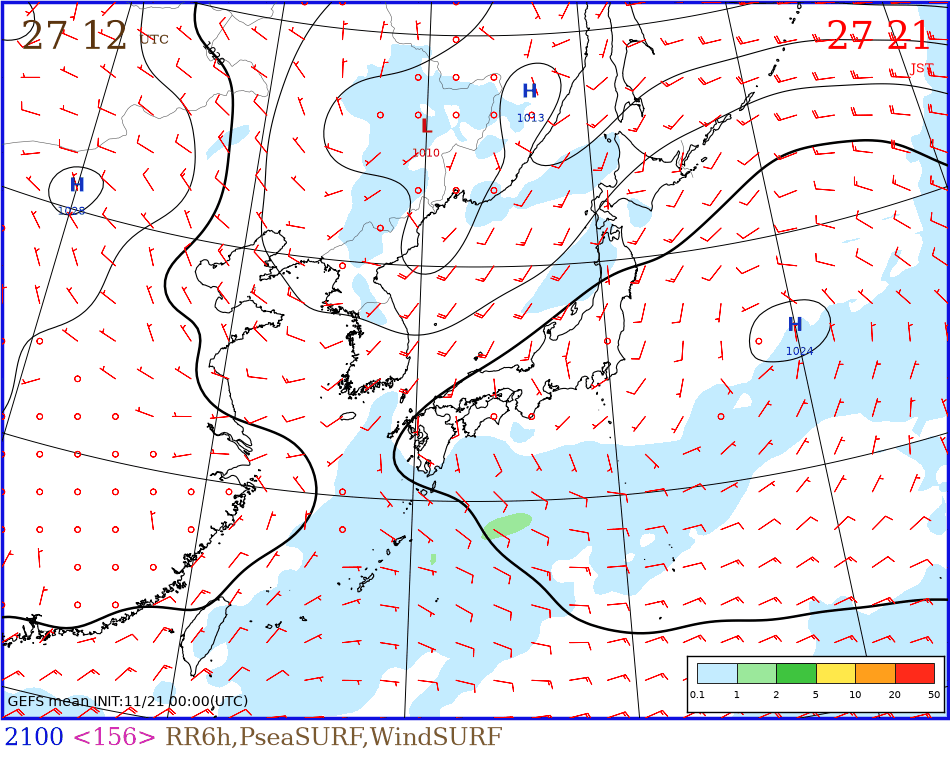 27 12 UTC
27 21
JST
1020
H
1013
L
1010
H
1028
H
1024
GEFS mean INIT:11/21 00:00(UTC)
0.1 1 2 5 10 20 50
2100 <156> RR6h,PseaSURF,WindSURF